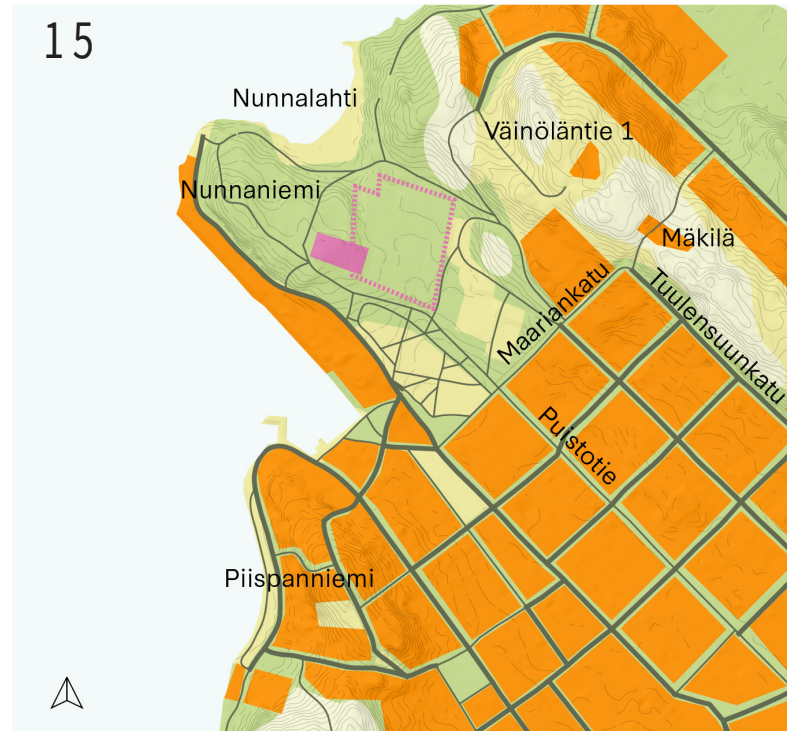 15
Nunnalahti
Väinöläntie 1
Nunnaniemi
Mäkilä
Maariankatu
Tuulensuunkatu
Puistotie
Piispanniemi